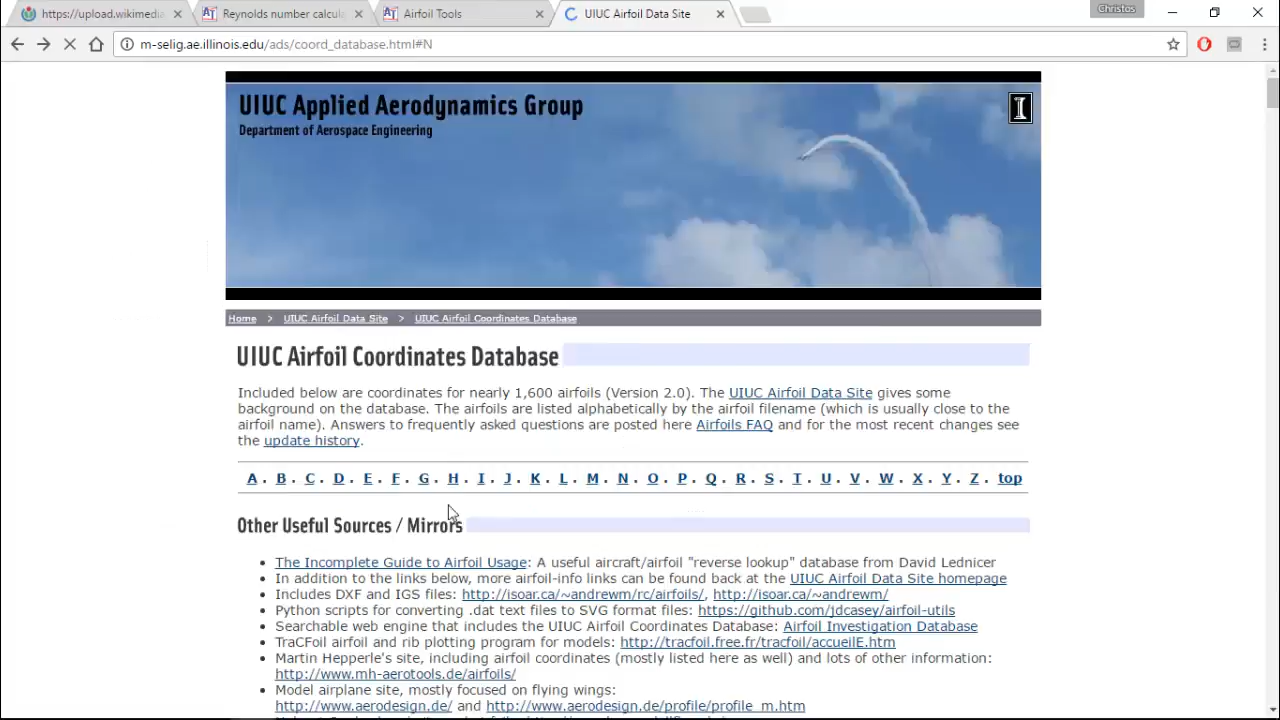 https://upload.wikimedia
Reynolds number calcula
Airfoil Tools
UIUC Airfoil Data Site
Christos
m-selig.ae.illinois.edu/ads/coord_database.html#N
UIUC Applied Aerodynamics Group
Department of Aerospace Engineering
I
Home > UIUC Airfoil Data Site > UIUC Airfoil Coordinates Database
UIUC Airfoil Coordinates Database
Included below are coordinates for nearly 1,600 airfoils (Version 2.0). The UIUC Airfoil Data Site gives some
background on the database. The airfoils are listed alphabetically by the airfoil filename (which is usually close to the
airfoil name). Answers to frequently asked questions are posted here Airfoils FAQ and for the most recent changes see
the update history.
A . B . C . D . E . F . G . H . I . J . K . L . M . N . O . P . Q . R . S . T . U . V . W . X . Y . Z . top
Other Useful Sources / Mirrors
• The Incomplete Guide to Airfoil Usage: A useful aircraft/airfoil "reverse lookup" database from David Lednicer
• In addition to the links below, more airfoil-info links can be found back at the UIUC Airfoil Data Site homepage
• Includes DXF and IGS files: http://isoar.ca/~andrewm/rc/airfoils/, http://isoar.ca/~andrewm/
• Python scripts for converting .dat text files to SVG format files: https://github.com/jdcasey/airfoil-utils
• Searchable web engine that includes the UIUC Airfoil Coordinates Database: Airfoil Investigation Database
• TraCFoil airfoil and rib plotting program for models: http://tracfoil.free.fr/tracfoil/accueilE.htm
• Martin Hepperle's site, including airfoil coordinates (mostly listed here as well) and lots of other information:
http://www.mh-aerotools.de/airfoils/
• Model airplane site, mostly focused on flying wings:
http://www.aerodesign.de/ and http://www.aerodesign.de/profile/profile_m.htm